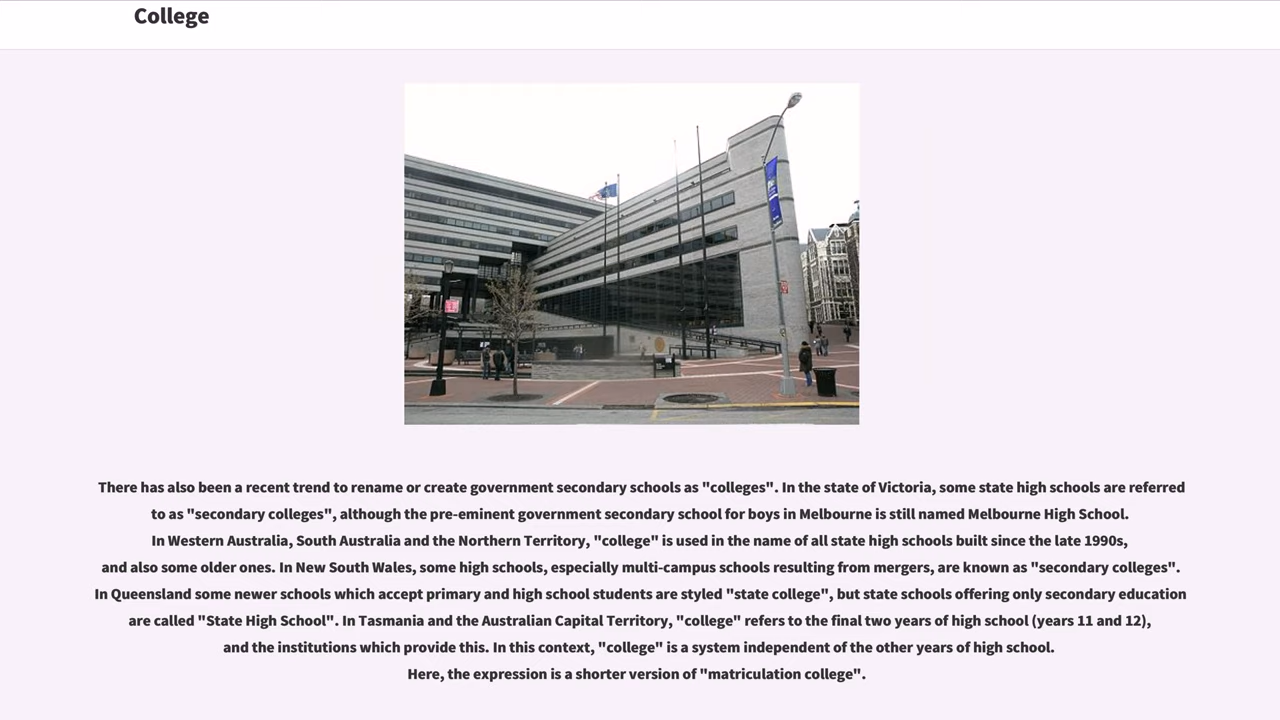 College
There has also been a recent trend to rename or create government secondary schools as "colleges". In the state of Victoria, some state high schools are referred
to as "secondary colleges", although the pre-eminent government secondary school for boys in Melbourne is still named Melbourne High School.
In Western Australia, South Australia and the Northern Territory, "college" is used in the name of all state high schools built since the late 1990s,
and also some older ones. In New South Wales, some high schools, especially multi-campus schools resulting from mergers, are known as "secondary colleges".
In Queensland some newer schools which accept primary and high school students are styled "state college", but state schools offering only secondary education
are called "State High School". In Tasmania and the Australian Capital Territory, "college" refers to the final two years of high school (years 11 and 12),
and the institutions which provide this. In this context, "college" is a system independent of the other years of high school.
Here, the expression is a shorter version of "matriculation college".